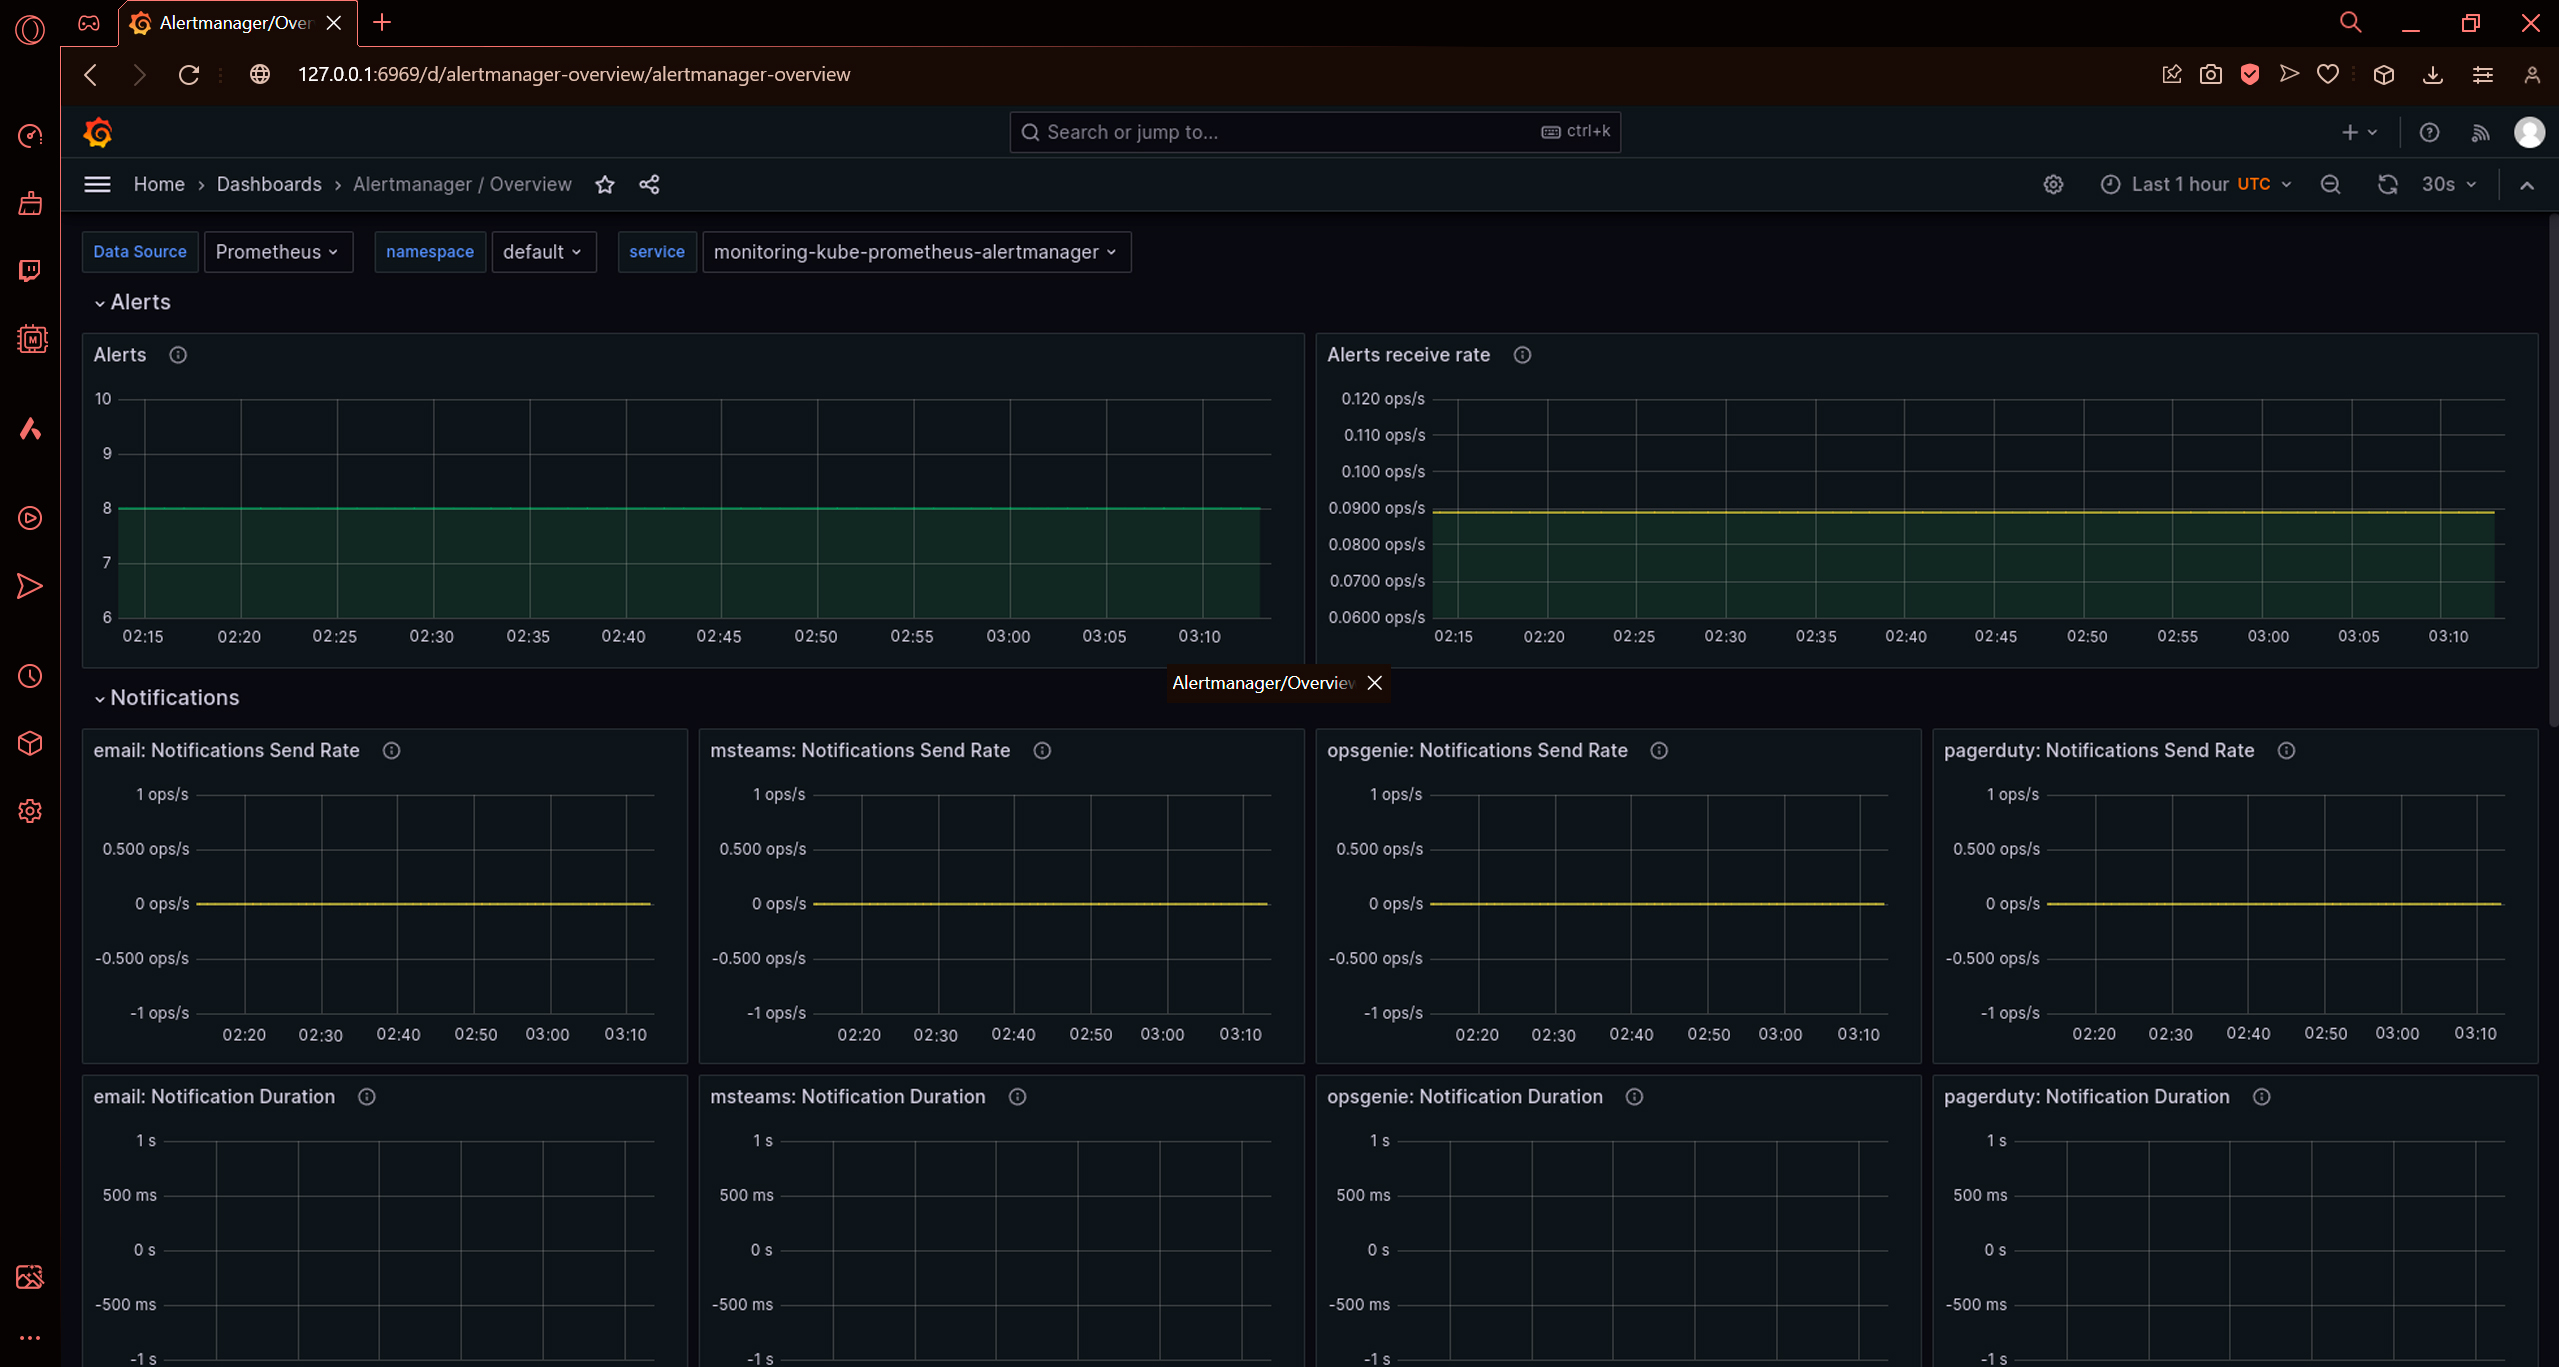 Alertmanager/Over
127.0.0.1:6969/d/alertmanager-overview/alertmanager-overview
Search or jump to... ctrl+k
Home › Dashboards › Alertmanager / Overview
Last 1 hour UTC 30s
Data Source Prometheus namespace default service monitoring-kube-prometheus-alertmanager
Alerts
Alerts
10
9
8
7
6
02:15 02:20 02:25 02:30 02:35 02:40 02:45 02:50 02:55 03:00 03:05 03:10
Alerts receive rate
0.120 ops/s
0.110 ops/s
0.100 ops/s
0.0900 ops/s
0.0800 ops/s
0.0700 ops/s
0.0600 ops/s
02:15 02:20 02:25 02:30 02:35 02:40 02:45 02:50 02:55 03:00 03:05 03:10
Alertmanager/Overview
Notifications
email: Notifications Send Rate
1 ops/s
0.500 ops/s
0 ops/s
-0.500 ops/s
-1 ops/s
02:20 02:30 02:40 02:50 03:00 03:10
msteams: Notifications Send Rate
1 ops/s
0.500 ops/s
0 ops/s
-0.500 ops/s
-1 ops/s
02:20 02:30 02:40 02:50 03:00 03:10
opsgenie: Notifications Send Rate
1 ops/s
0.500 ops/s
0 ops/s
-0.500 ops/s
-1 ops/s
02:20 02:30 02:40 02:50 03:00 03:10
pagerduty: Notifications Send Rate
1 ops/s
0.500 ops/s
0 ops/s
-0.500 ops/s
-1 ops/s
02:20 02:30 02:40 02:50 03:00 03:10
email: Notification Duration
1 s
500 ms
0 s
-500 ms
-1 s
msteams: Notification Duration
1 s
500 ms
0 s
-500 ms
-1 s
opsgenie: Notification Duration
1 s
500 ms
0 s
-500 ms
-1 s
pagerduty: Notification Duration
1 s
500 ms
0 s
-500 ms
-1 s